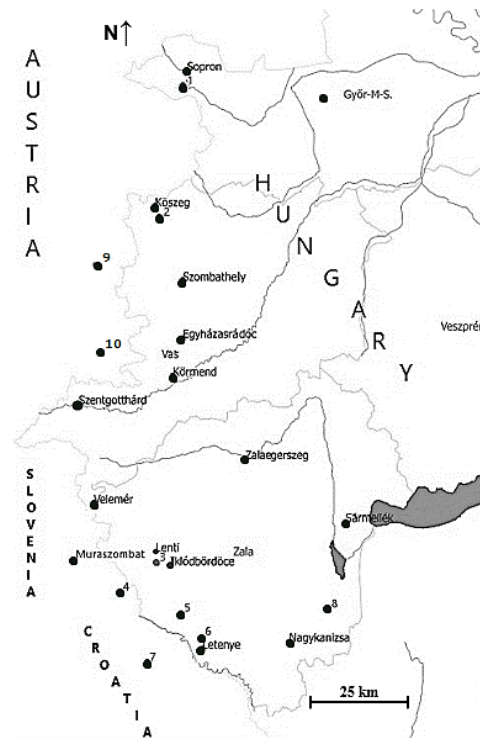 N↑
AUSTRIA
Sopron
1
Győr-M-S.
HUNGARY
Kőszeg
2
9
Szombathely
10
Egyházasrádóc
Vas
Veszprém
Körmend
Szentgotthárd
Zalaegerszeg
SLOVENIA
Velemér
Sármellék
Lenti
Zala
Muraszombat
3
Iklódbördöce
4
5
8
CROATIA
6
Letenye
Nagykanizsa
7
25 km